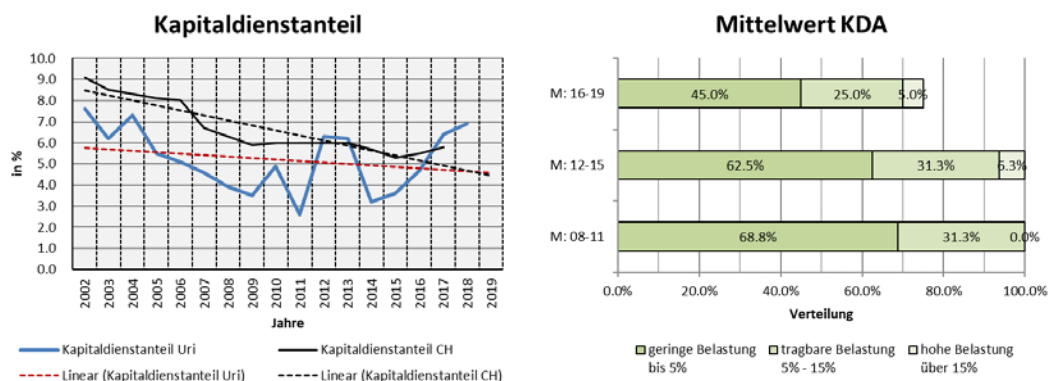 Kapitaldienstanteil
10.0
9.0
8.0
7.0
6.0
5.0
4.0
3.0
2.0
1.0
0.0
in %
2002 2003 2004 2005 2006 2007 2008 2009 2010 2011 2012 2013 2014 2015 2016 2017 2018 2019
Jahre
Kapitaldienstanteil Uri Kapitaldienstanteil CH
Linear (Kapitaldienstanteil Uri) Linear (Kapitaldienstanteil CH)
Mittelwert KDA
M: 16-19 45.0% 25.0% 5.0%
M: 12-15 62.5% 31.3% 6.3%
M: 08-11 68.8% 31.3% 0.0%
0.0% 20.0% 40.0% 60.0% 80.0% 100.0%
Verteilung
geringe Belastung tragbare Belastung hohe Belastung
bis 5% 5% - 15% über 15%